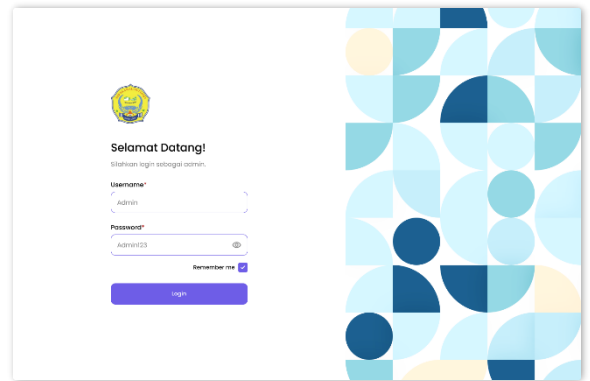 Selamat Datang!
Silahkan login sebagai admin.
Username*
Admin
Password*
Admin123
Remember me
Login